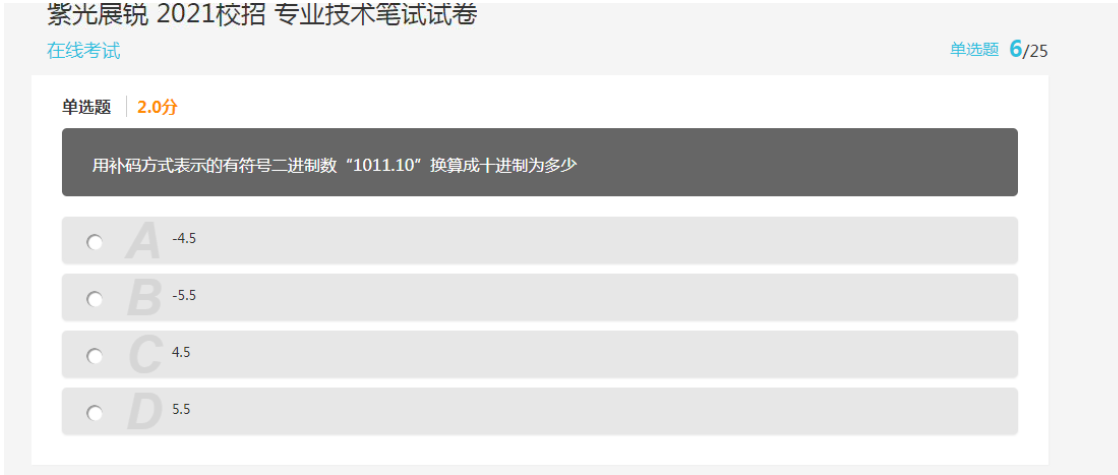 紫光展锐 2021校招 专业技术笔试试卷
在线考试
单选题 6/25
单选题 2.0分
用补码方式表示的有符号二进制数“1011.10”换算成十进制为多少
A -4.5
B -5.5
C 4.5
D 5.5